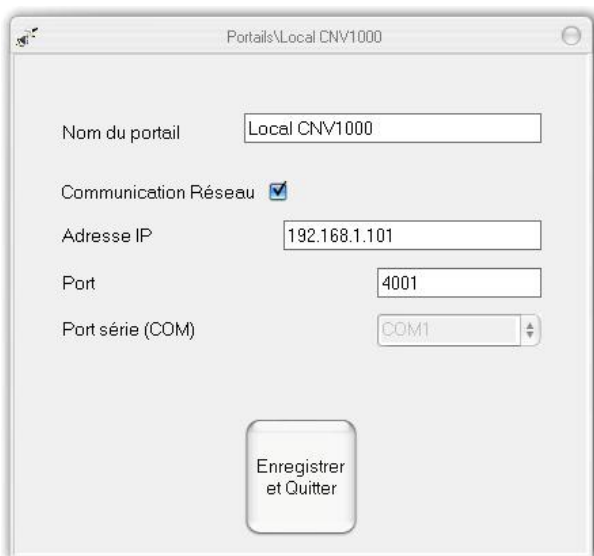 Portails\Local CNV1000
Nom du portail Local CNV1000
Communication Réseau
Adresse IP 192.168.1.101
Port 4001
Port série (COM) COM1
Enregistrer
et Quitter